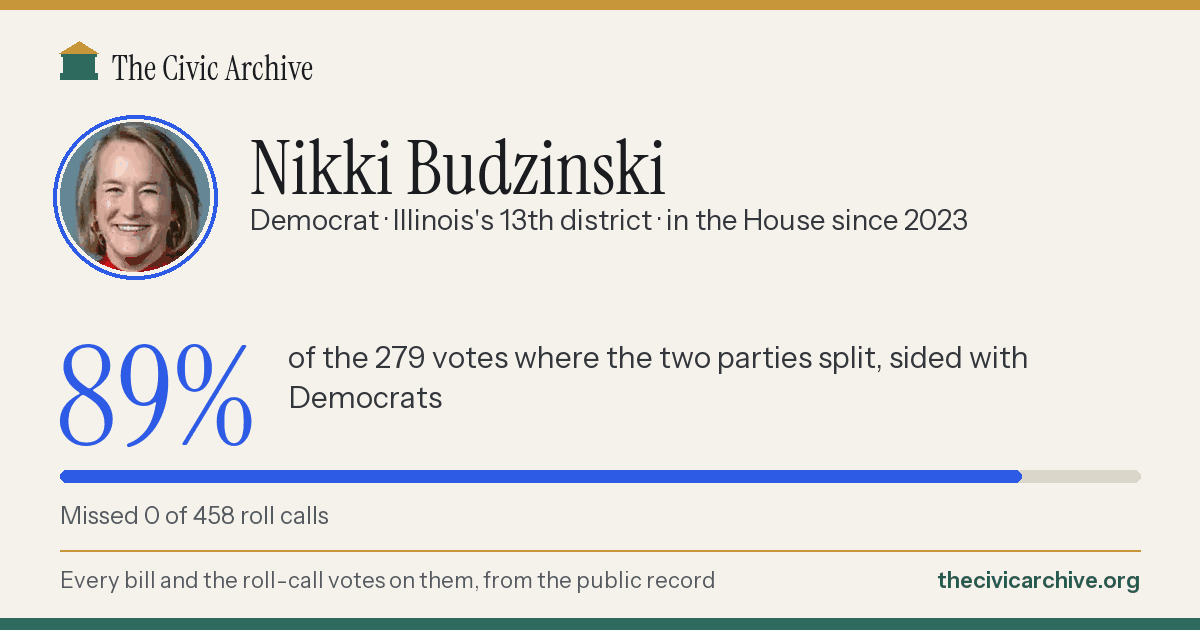 The Civic Archive
Nikki Budzinski
Democrat · Illinois's 13th district · in the House since 2023
89%
of the 279 votes where the two parties split, sided with
Democrats
Missed 0 of 458 roll calls
Every bill and the roll-call votes on them, from the public record
thecivicarchive.org